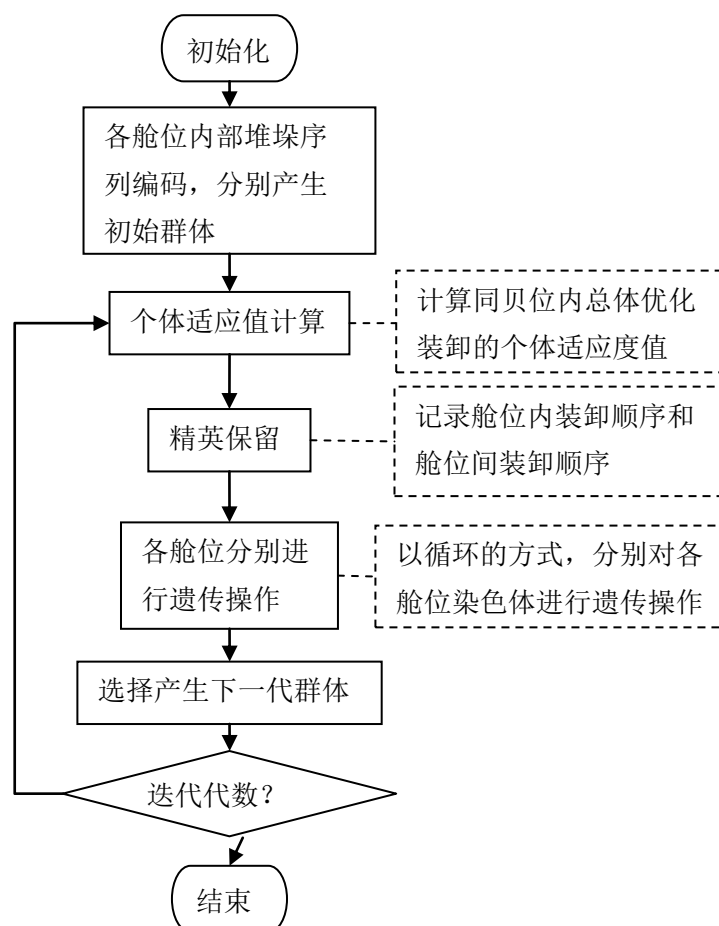 初始化
各舱位内部堆垛序
列编码，分别产生
初始群体
个体适应值计算
计算同贝位内总体优化
装卸的个体适应度值
精英保留
记录舱位内装卸顺序和
舱位间装卸顺序
各舱位分别进
行遗传操作
以循环的方式，分别对各
舱位染色体进行遗传操作
选择产生下一代群体
迭代代数？
结束